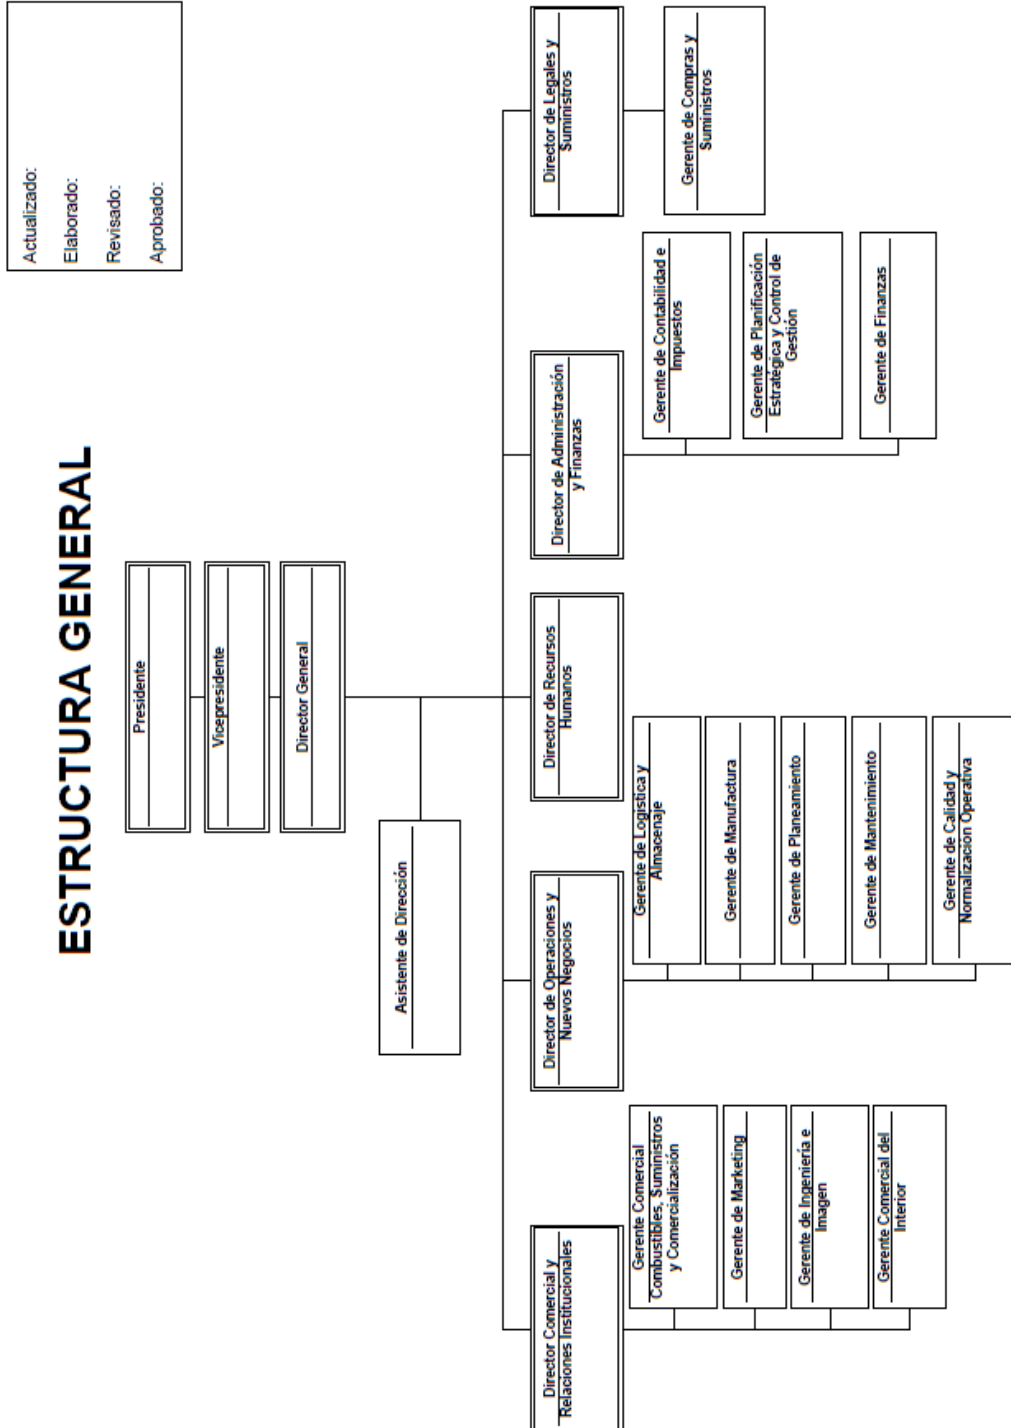 ESTRUCTURA GENERAL
Actualizado:
Elaborado:
Revisado:
Aprobado:
Presidente
Vicepresidente
Director General
Asistente de Dirección
Director Comercial y
Relaciones Institucionales
Director de Operaciones y
Nuevos Negocios
Director de Recursos
Humanos
Director de Administración
y Finanzas
Director de Legales y
Suministros
Gerente Comercial
Combustibles, Suministros
y Comercialización
Gerente de Marketing
Gerente de Ingeniería e
Imagen
Gerente Comercial del
Interior
Gerente de Logística y
Almacenaje
Gerente de Manufactura
Gerente de Planeamiento
Gerente de Mantenimiento
Gerente de Calidad y
Normalización Operativa
Gerente de Contabilidad e
Impuestos
Gerente de Planificación
Estratégica y Control de
Gestión
Gerente de Finanzas
Gerente de Compras y
Suministros